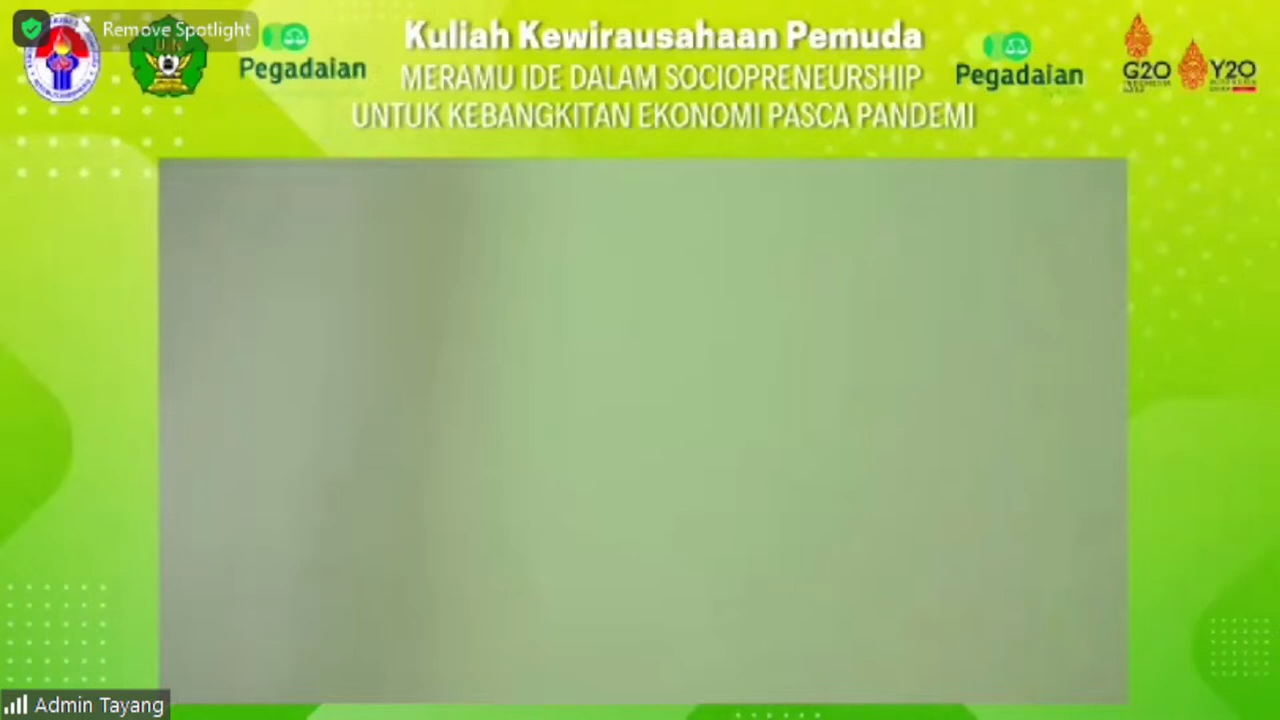 Remove Spotlight
Kuliah Kewirausahaan Pemuda
MERAMU IDE DALAM SOCIOPRENEURSHIP
UNTUK KEBANGKITAN EKONOMI PASCA PANDEMI
Pegadaian
Pegadaian
G20
Y20
Admin Tayang